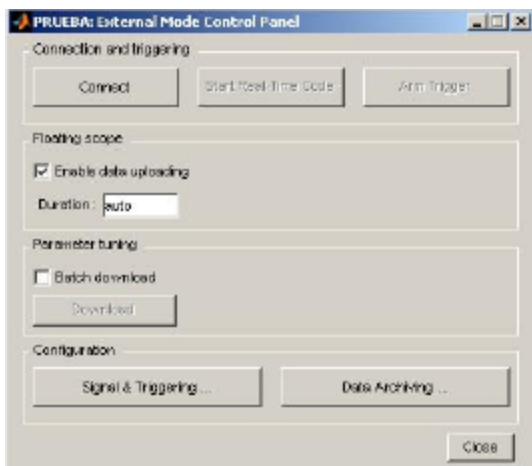 PRUEBA: External Mode Control Panel
Connection and triggering
Connect Start Real-Time Code Arm Trigger
Floating scope
Enable data uploading
Duration: auto
Parameter tuning
Batch download
Download
Configuration
Signal & Triggering ... Data Archiving ...
Close